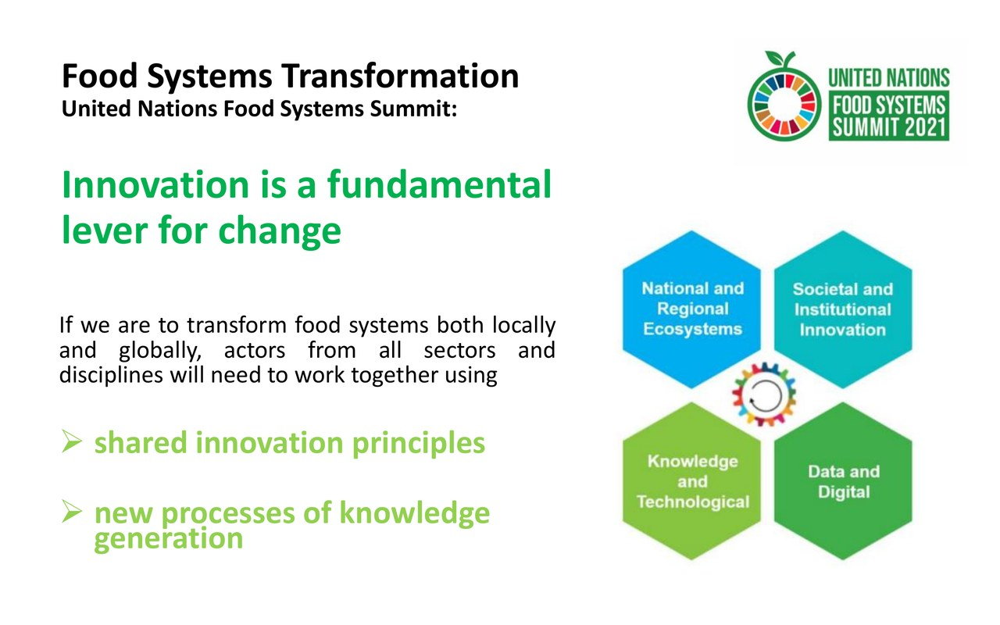 Food Systems Transformation
United Nations Food Systems Summit:
UNITED NATIONS
FOOD SYSTEMS
SUMMIT 2021
Innovation is a fundamental
lever for change
If we are to transform food systems both locally
and globally, actors from all sectors and
disciplines will need to work together using
➢ shared innovation principles
➢ new processes of knowledge
generation
National and
Regional
Ecosystems
Societal and
Institutional
Innovation
Knowledge
and
Technological
Data and
Digital